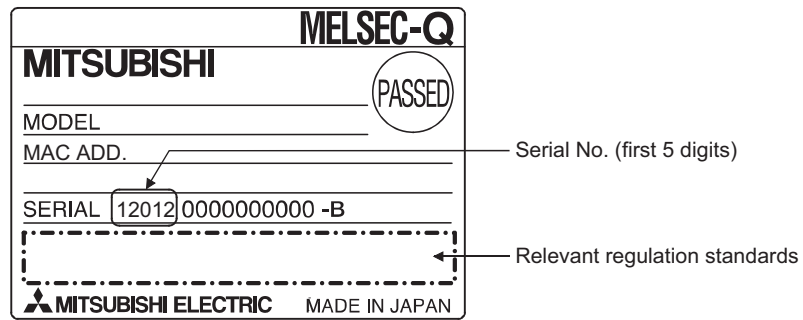 MELSEC-Q
MITSUBISHI
PASSED
MODEL
MAC ADD.
Serial No. (first 5 digits)
SERIAL 12012 0000000000 -B
Relevant regulation standards
MITSUBISHI ELECTRIC MADE IN JAPAN